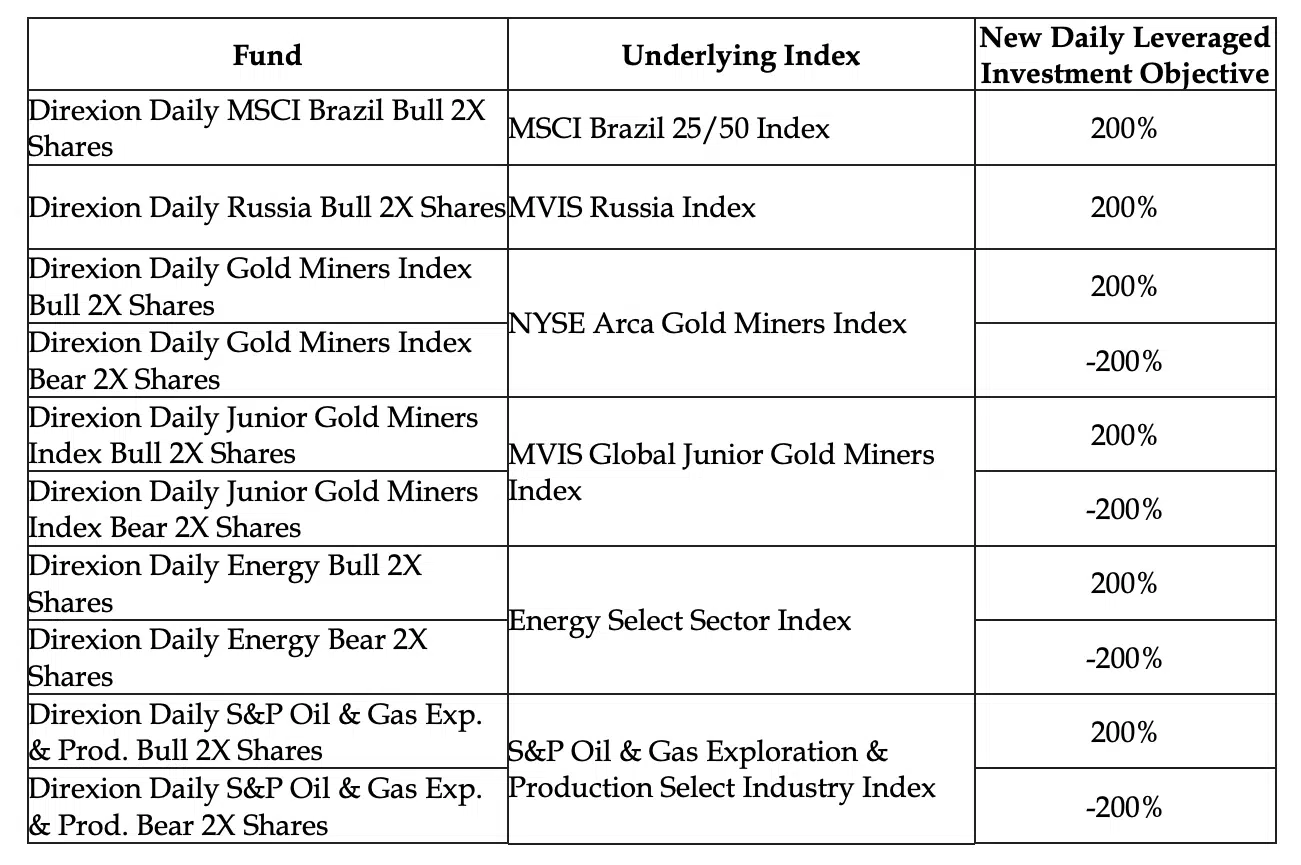 Fund
Underlying Index
New Daily Leveraged
Investment Objective
Direxion Daily MSCI Brazil Bull 2X
Shares
MSCI Brazil 25/50 Index
200%
Direxion Daily Russia Bull 2X Shares
MVIS Russia Index
200%
Direxion Daily Gold Miners Index
Bull 2X Shares
NYSE Arca Gold Miners Index
200%
Direxion Daily Gold Miners Index
Bear 2X Shares
-200%
Direxion Daily Junior Gold Miners
Index Bull 2X Shares
MVIS Global Junior Gold Miners
Index
200%
Direxion Daily Junior Gold Miners
Index Bear 2X Shares
-200%
Direxion Daily Energy Bull 2X
Shares
Energy Select Sector Index
200%
Direxion Daily Energy Bear 2X
Shares
-200%
Direxion Daily S&P Oil & Gas Exp.
& Prod. Bull 2X Shares
S&P Oil & Gas Exploration &
Production Select Industry Index
200%
Direxion Daily S&P Oil & Gas Exp.
& Prod. Bear 2X Shares
-200%